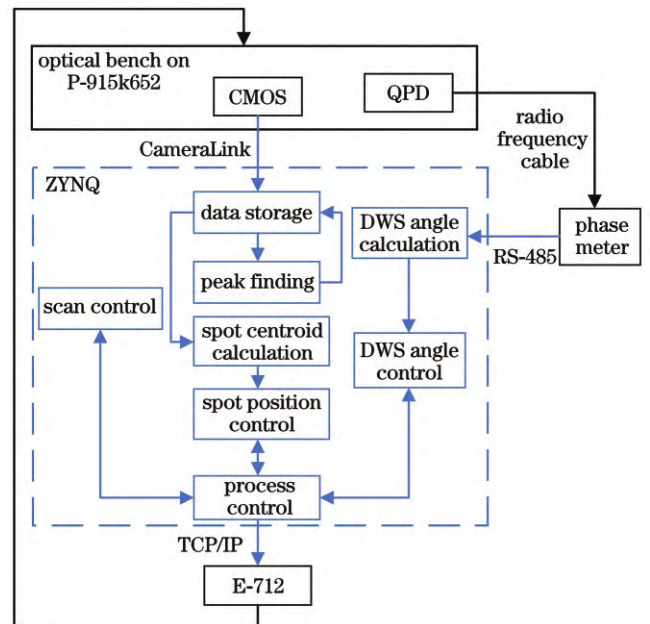 optical bench on
P-915k652
CMOS
QPD
CameraLink
radio
frequency
cable
ZYNQ
data storage
DWS angle
calculation
phase
meter
RS-485
peak finding
scan control
spot centroid
calculation
DWS angle
control
spot position
control
process
control
TCP/IP
E-712